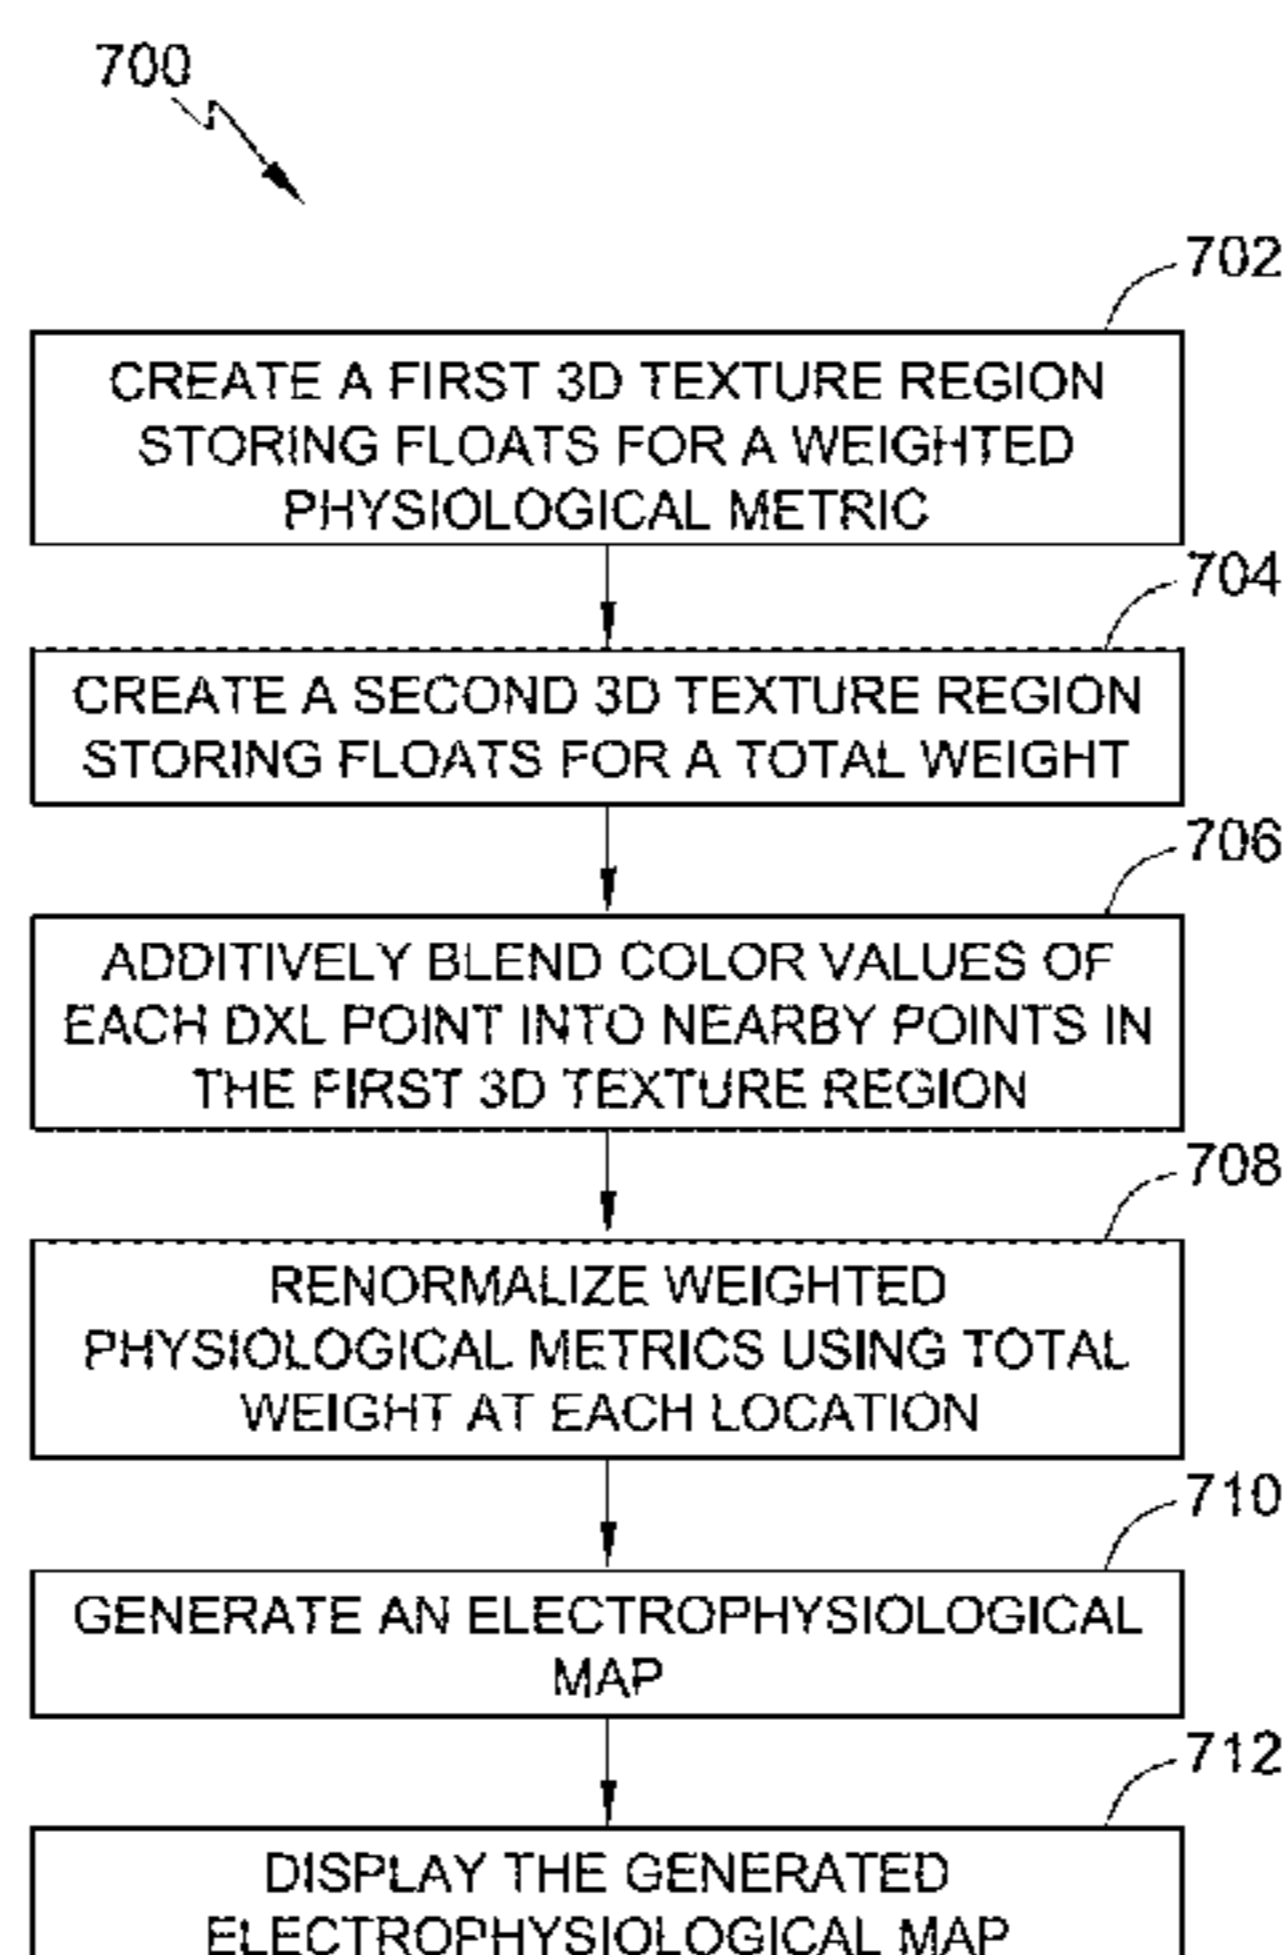 700
702
CREATE A FIRST 3D TEXTURE REGION
STORING FLOATS FOR A WEIGHTED
PHYSIOLOGICAL METRIC
704
CREATE A SECOND 3D TEXTURE REGION
STORING FLOATS FOR A TOTAL WEIGHT
706
ADDITIVELY BLEND COLOR VALUES OF
EACH DXL POINT INTO NEARBY POINTS IN
THE FIRST 3D TEXTURE REGION
708
RENORMALIZE WEIGHTED
PHYSIOLOGICAL METRICS USING TOTAL
WEIGHT AT EACH LOCATION
710
GENERATE AN ELECTROPHYSIOLOGICAL
MAP
712
DISPLAY THE GENERATED
ELECTROPHYSIOLOGICAL MAP